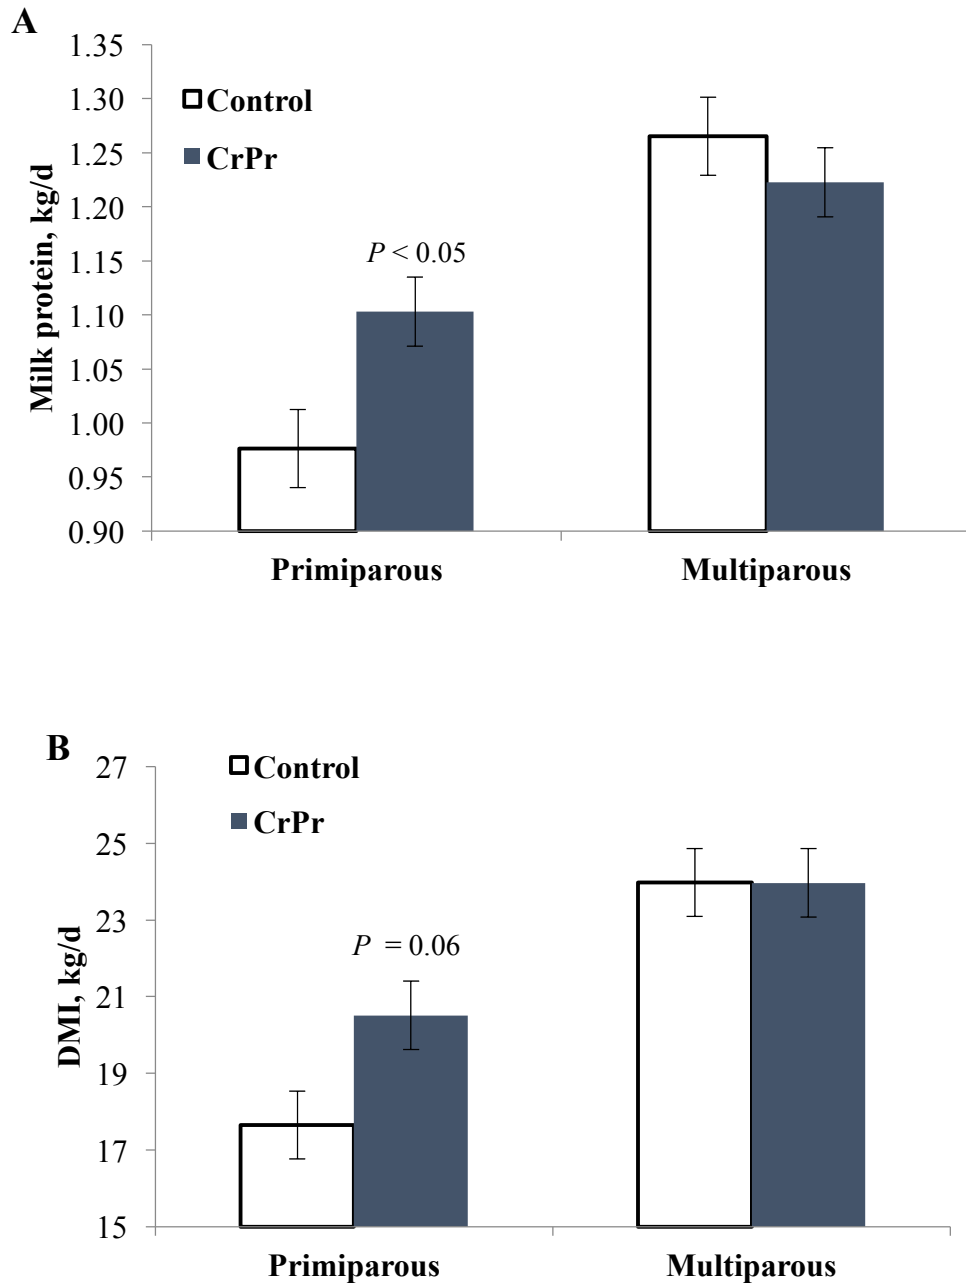 A
1.35
1.30
1.25
1.20
1.15
1.10
1.05
1.00
0.95
0.90
Milk protein, kg/d
Control
CrPr
P < 0.05
Primiparous
Multiparous
B
27
25
23
21
19
17
15
DMI, kg/d
Control
CrPr
P = 0.06
Primiparous
Multiparous